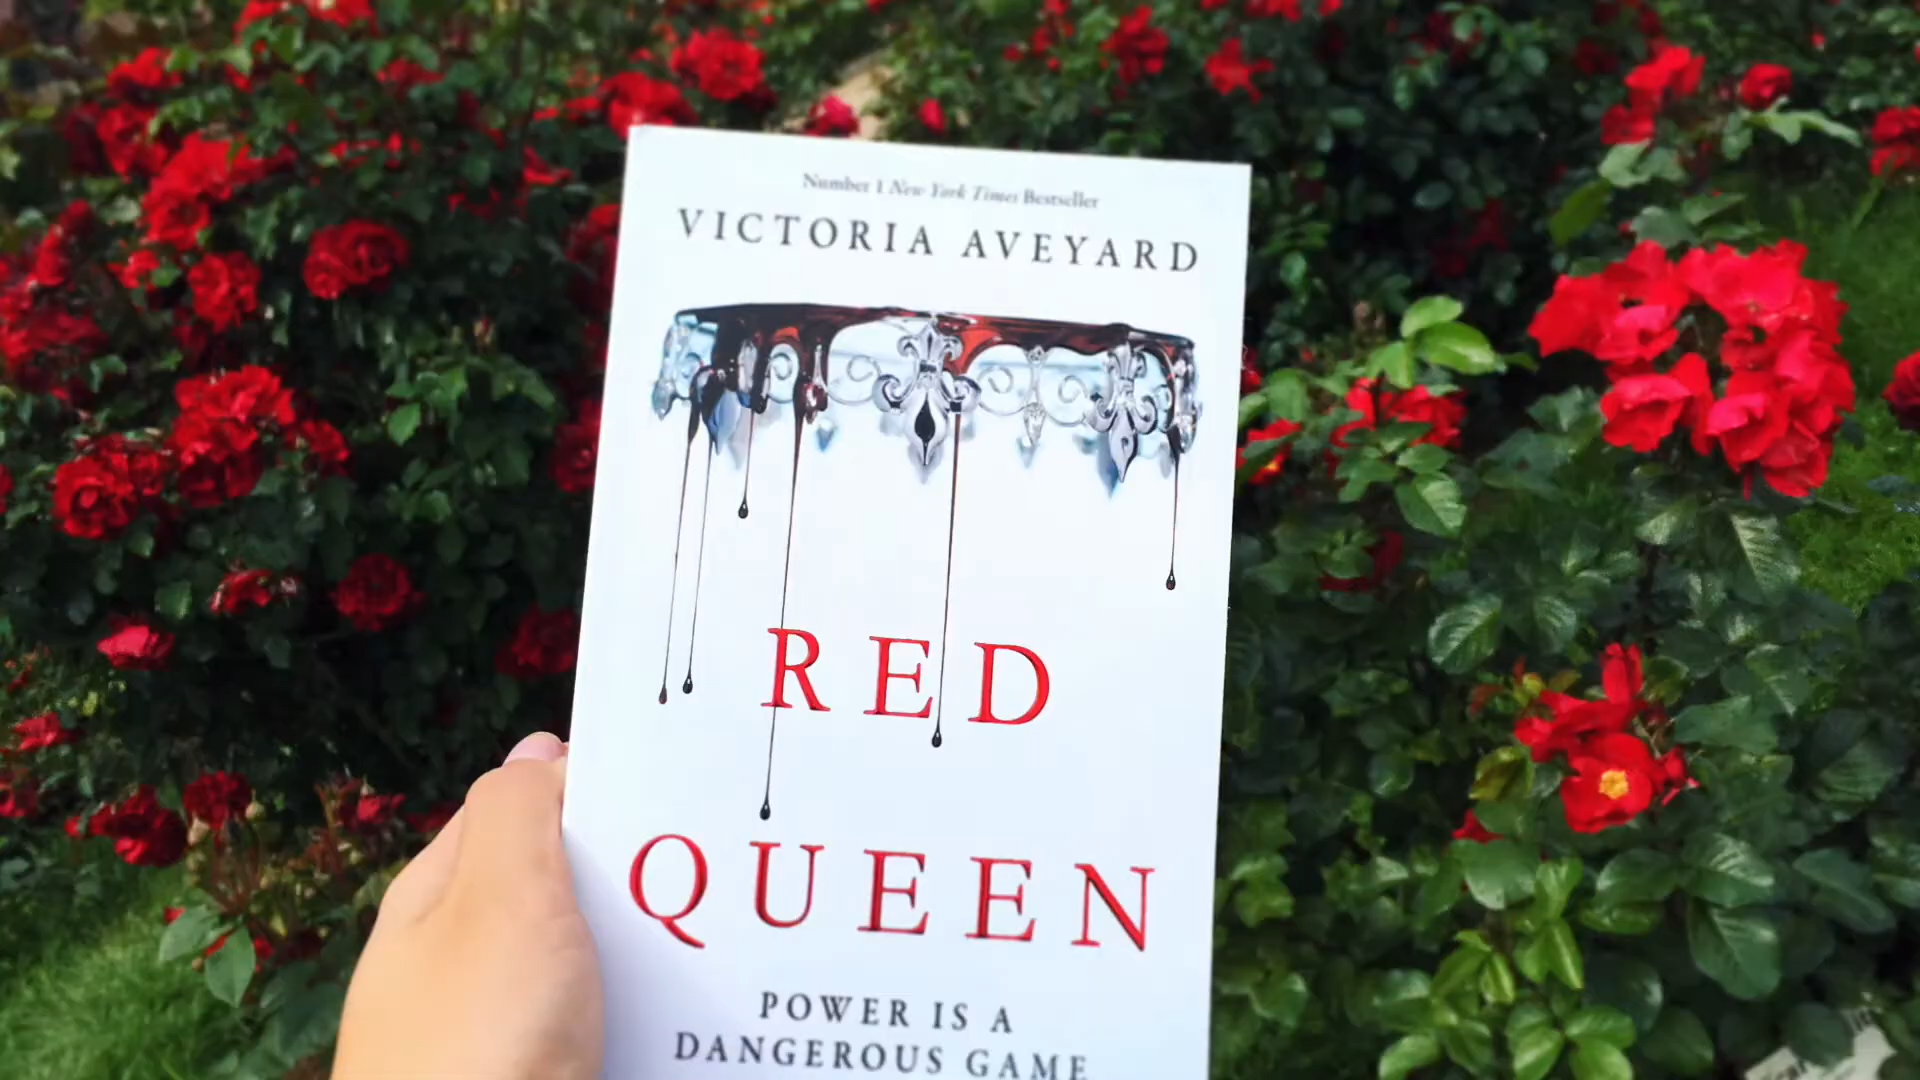 Number 1 New York Times Bestseller
VICTORIA AVEYARD
RED
QUEEN
POWER IS A
DANGEROUS GAME